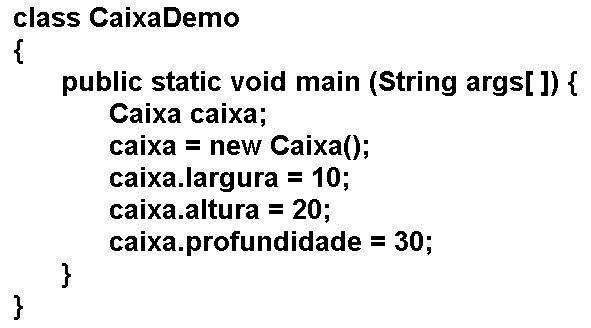 class CaixaDemo
{
public static void main (String args[ ]) {
Caixa caixa;
caixa = new Caixa();
caixa.largura = 10;
caixa.altura = 20;
caixa.profundidade = 30;
}
}